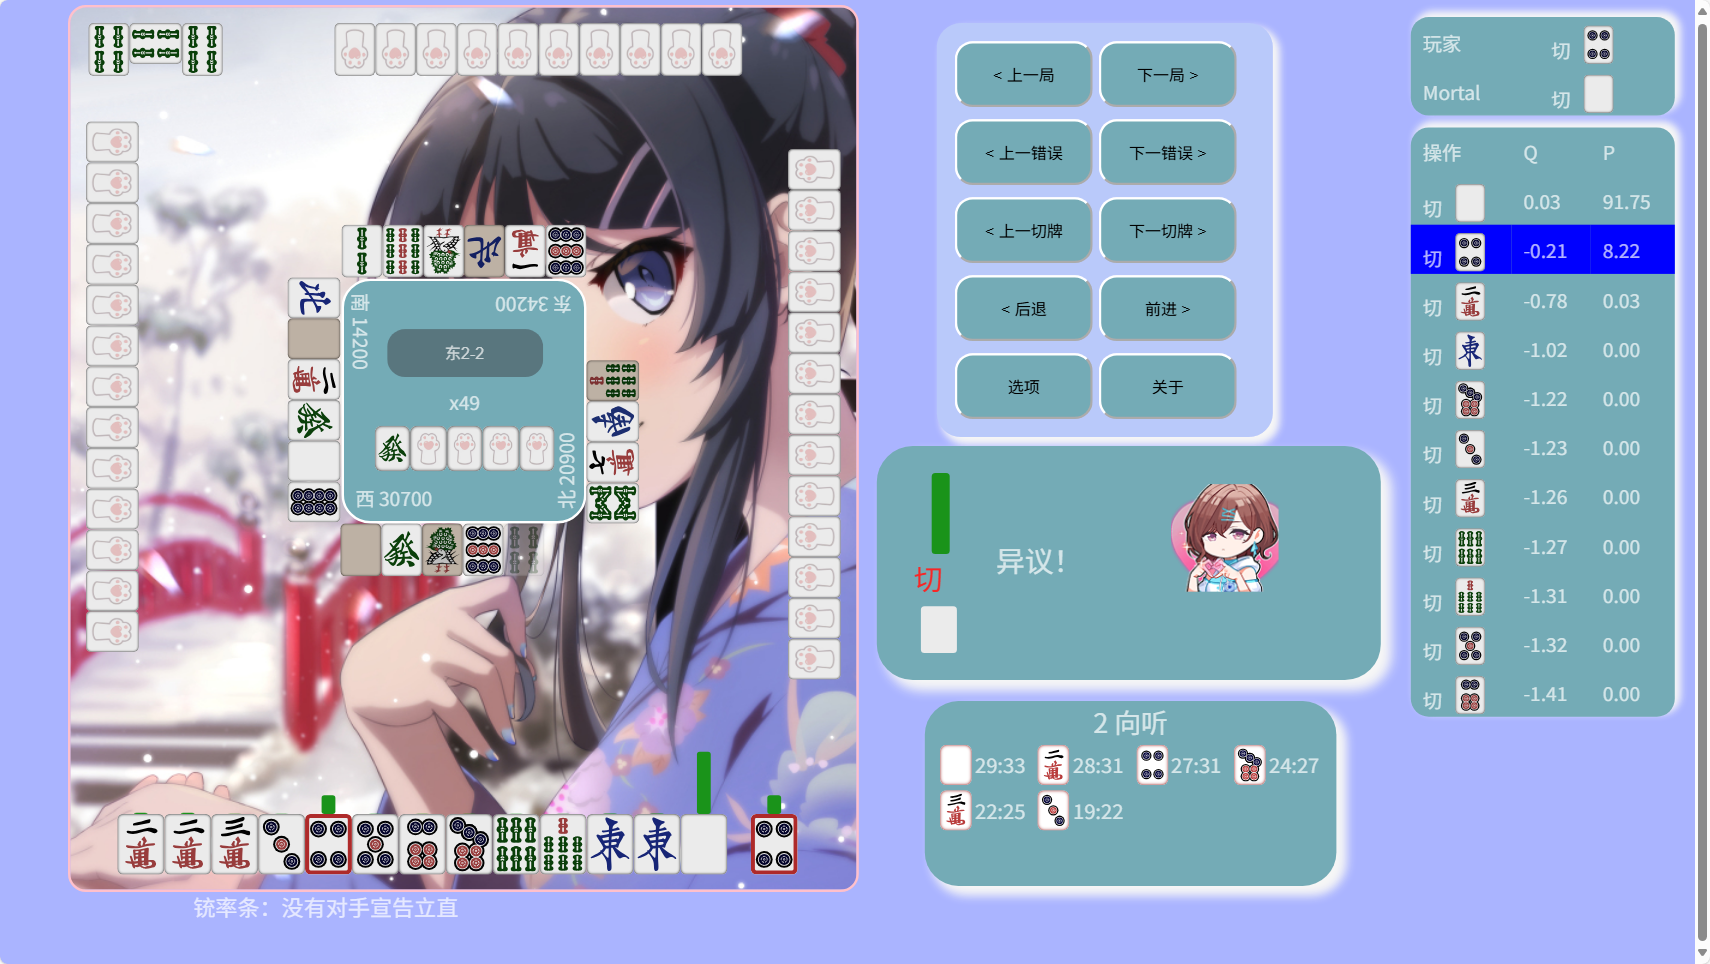 东 34200
南 14200
东2-2
x49
北 20900
西 30700
铳率条：没有对手宣告立直
< 上一局
下一局 >
< 上一错误
下一错误 >
< 上一切牌
下一切牌 >
< 后退
前进 >
选项
关于
切
异议！
2 向听
29:33
28:31
27:31
24:27
22:25
19:22
玩家 切
Mortal 切
操作 Q P
切 0.03 91.75
切 -0.21 8.22
切 二萬 -0.78 0.03
切 東 -1.02 0.00
切 -1.22 0.00
切 -1.23 0.00
切 三萬 -1.26 0.00
切 -1.27 0.00
切 -1.31 0.00
切 -1.32 0.00
切 -1.41 0.00